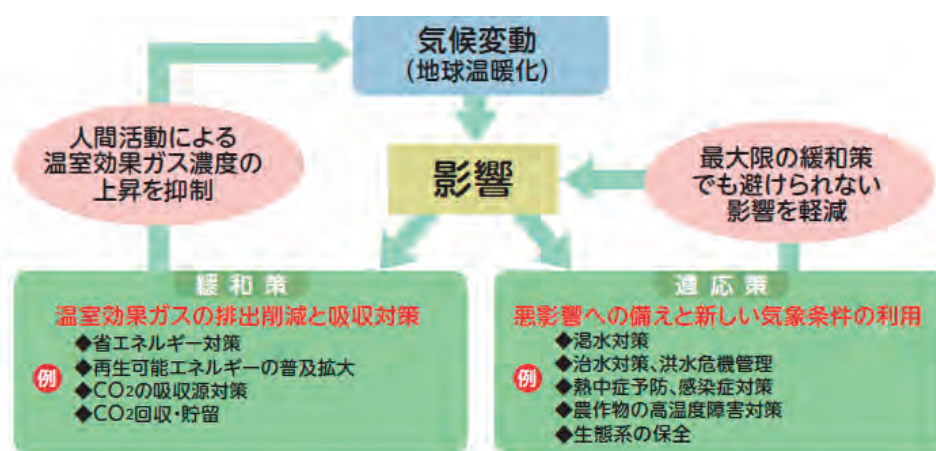 気候変動
(地球温暖化)
人間活動による
温室効果ガス濃度の
上昇を抑制
影響
最大限の緩和策
でも避けられない
影響を軽減
緩和策
温室効果ガスの排出削減と吸収対策
例
◆省エネルギー対策
◆再生可能エネルギーの普及拡大
◆CO2の吸収源対策
◆CO2回収・貯留
適応策
悪影響への備えと新しい気象条件の利用
例
◆渇水対策
◆治水対策、洪水危機管理
◆熱中症予防、感染症対策
◆農作物の高温度障害対策
◆生態系の保全